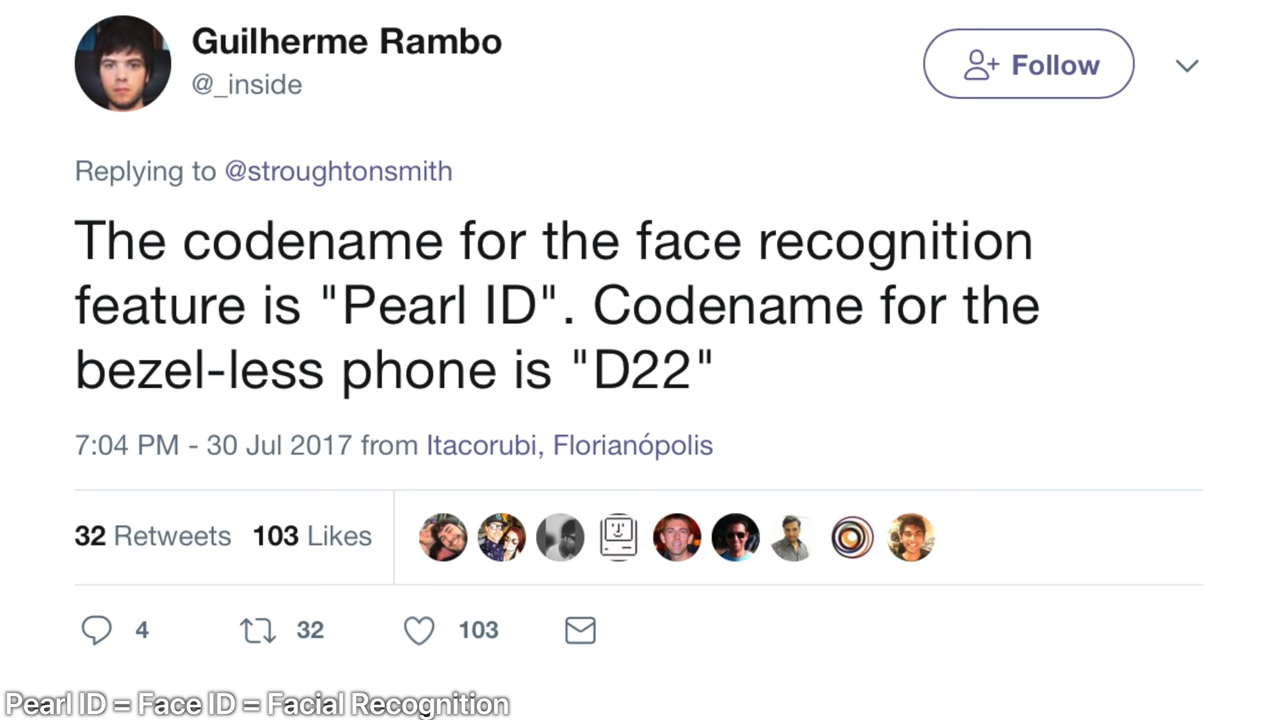 Guilherme Rambo
@_inside
Follow
Replying to @stroughtonsmith
The codename for the face recognition
feature is "Pearl ID". Codename for the
bezel-less phone is "D22"
7:04 PM - 30 Jul 2017 from Itacorubi, Florianópolis
32 Retweets 103 Likes
4 32 103
Pearl ID = Face ID = Facial Recognition